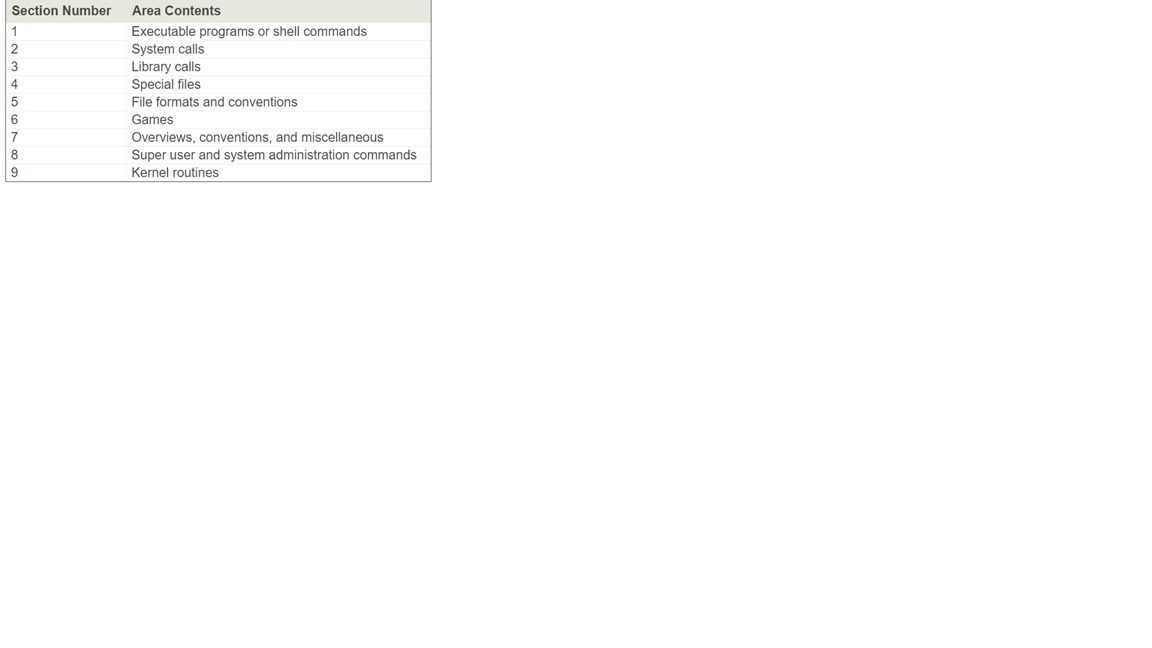 Section Number Area Contents
1 Executable programs or shell commands
2 System calls
3 Library calls
4 Special files
5 File formats and conventions
6 Games
7 Overviews, conventions, and miscellaneous
8 Super user and system administration commands
9 Kernel routines